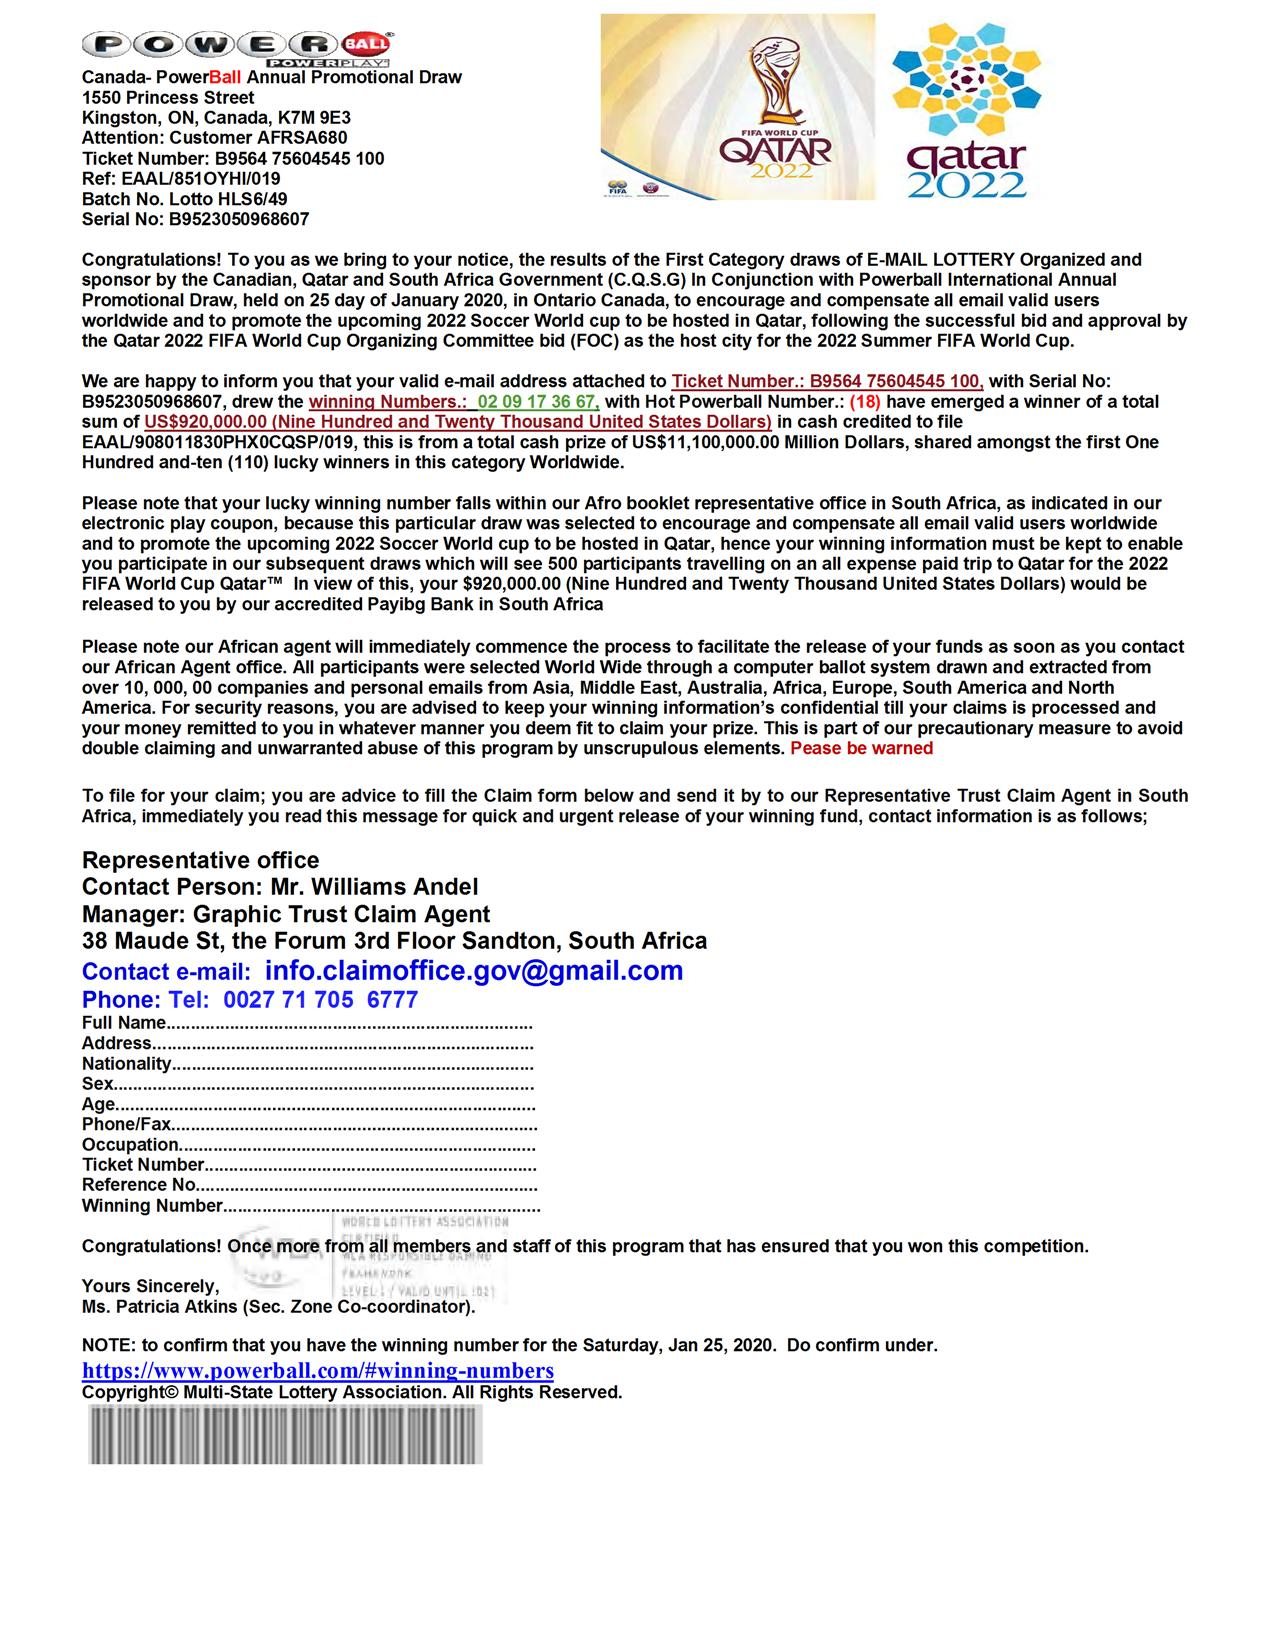 POWER BALL
POWERPLAY
Canada- PowerBall Annual Promotional Draw
1550 Princess Street
Kingston, ON, Canada, K7M 9E3
Attention: Customer AFRSA680
Ticket Number: B9564 75604545 100
Ref: EAAL/851OYHI/019
Batch No. Lotto HLS6/49
Serial No: B9523050968607
FIFA WORLD CUP
QATAR
2022
FIFA
qatar
2022
Congratulations! To you as we bring to your notice, the results of the First Category draws of E-MAIL LOTTERY Organized and
sponsor by the Canadian, Qatar and South Africa Government (C.Q.S.G) In Conjunction with Powerball International Annual
Promotional Draw, held on 25 day of January 2020, in Ontario Canada, to encourage and compensate all email valid users
worldwide and to promote the upcoming 2022 Soccer World cup to be hosted in Qatar, following the successful bid and approval by
the Qatar 2022 FIFA World Cup Organizing Committee bid (FOC) as the host city for the 2022 Summer FIFA World Cup.
We are happy to inform you that your valid e-mail address attached to Ticket Number.: B9564 75604545 100, with Serial No:
B9523050968607, drew the winning Numbers.: 02 09 17 36 67, with Hot Powerball Number.: (18) have emerged a winner of a total
sum of US$920,000.00 (Nine Hundred and Twenty Thousand United States Dollars) in cash credited to file
EAAL/908011830PHX0CQSP/019, this is from a total cash prize of US$11,100,000.00 Million Dollars, shared amongst the first One
Hundred and-ten (110) lucky winners in this category Worldwide.
Please note that your lucky winning number falls within our Afro booklet representative office in South Africa, as indicated in our
electronic play coupon, because this particular draw was selected to encourage and compensate all email valid users worldwide
and to promote the upcoming 2022 Soccer World cup to be hosted in Qatar, hence your winning information must be kept to enable
you participate in our subsequent draws which will see 500 participants travelling on an all expense paid trip to Qatar for the 2022
FIFA World Cup Qatar™ In view of this, your $920,000.00 (Nine Hundred and Twenty Thousand United States Dollars) would be
released to you by our accredited Payibg Bank in South Africa
Please note our African agent will immediately commence the process to facilitate the release of your funds as soon as you contact
our African Agent office. All participants were selected World Wide through a computer ballot system drawn and extracted from
over 10, 000, 00 companies and personal emails from Asia, Middle East, Australia, Africa, Europe, South America and North
America. For security reasons, you are advised to keep your winning information's confidential till your claims is processed and
your money remitted to you in whatever manner you deem fit to claim your prize. This is part of our precautionary measure to avoid
double claiming and unwarranted abuse of this program by unscrupulous elements. Pease be warned
To file for your claim; you are advice to fill the Claim form below and send it by to our Representative Trust Claim Agent in South
Africa, immediately you read this message for quick and urgent release of your winning fund, contact information is as follows;
Representative office
Contact Person: Mr. Williams Andel
Manager: Graphic Trust Claim Agent
38 Maude St, the Forum 3rd Floor Sandton, South Africa
Contact e-mail: info.claimoffice.gov@gmail.com
Phone: Tel: 0027 71 705 6777
Full Name............................................................................
Address...............................................................................
Nationality...........................................................................
Sex.......................................................................................
Age.......................................................................................
Phone/Fax..................................................................................
Occupation..........................................................................
Ticket Number.....................................................................
Reference No.......................................................................
Winning Number..................................................................
WORLD LOTTERY ASSOCIATION
CERTIFIED
Congratulations! Once more from all members and staff of this program that has ensured that you won this competition.
WLA RESPONSIBLE GAMING
FRAMEWORK
Yours Sincerely,
Ms. Patricia Atkins (Sec. Zone Co-coordinator).
NOTE: to confirm that you have the winning number for the Saturday, Jan 25, 2020. Do confirm under.
https://www.powerball.com/#winning-numbers
Copyright© Multi-State Lottery Association. All Rights Reserved.